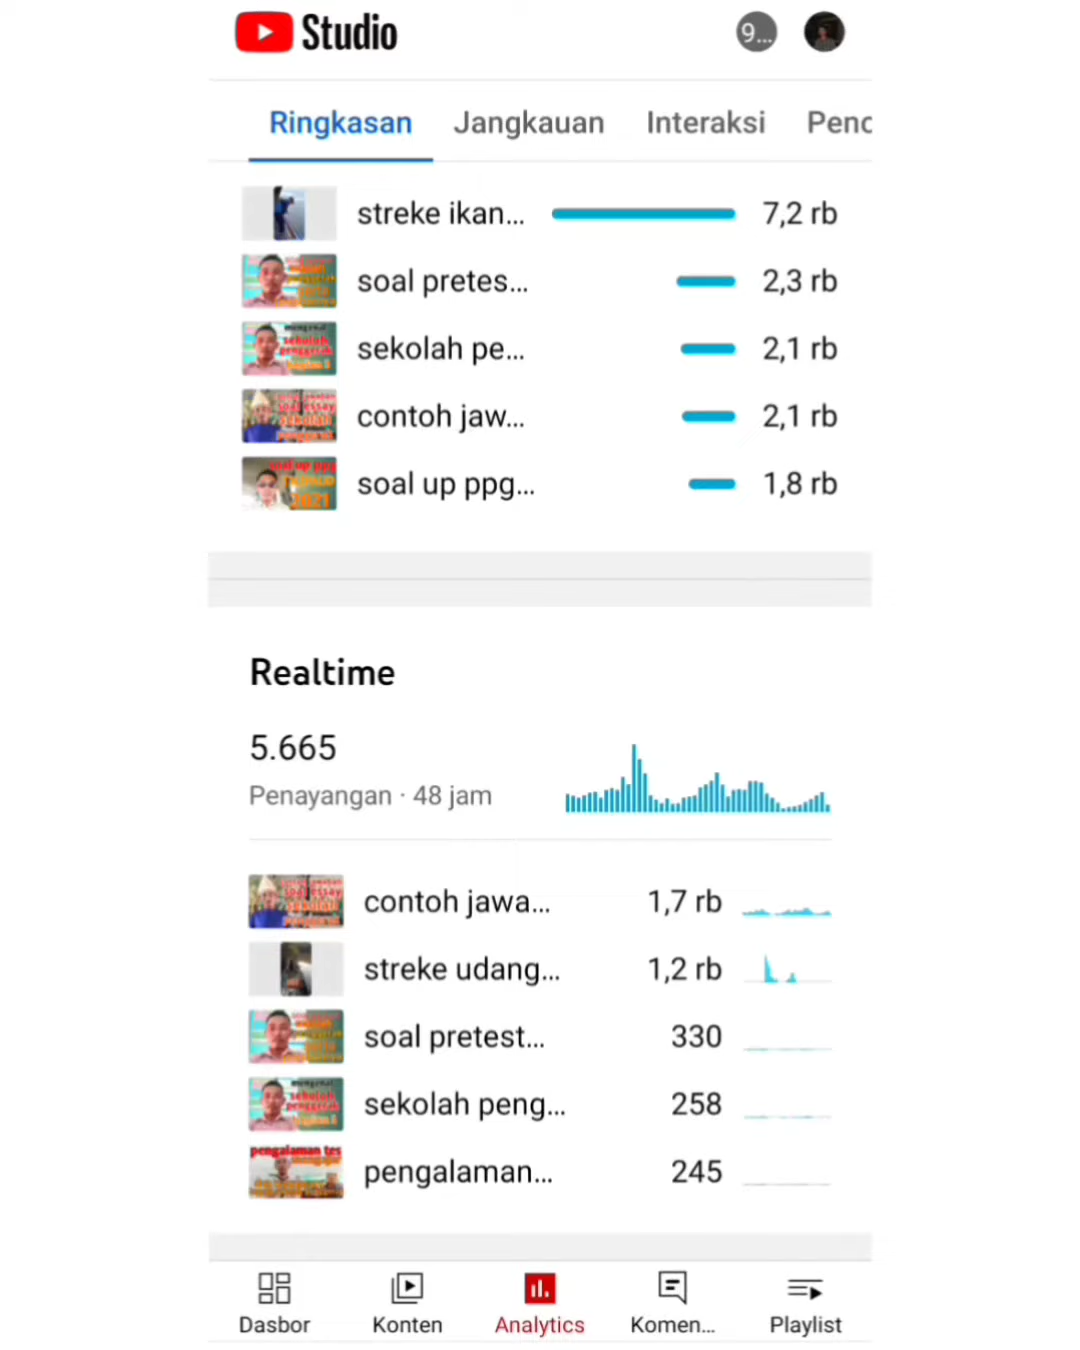 Studio
9...
Ringkasan Jangkauan Interaksi Penc
streke ikan... 7,2 rb
soal pretes... 2,3 rb
sekolah pe... 2,1 rb
contoh jaw... 2,1 rb
soal up ppg... 1,8 rb
Realtime
5.665
Penayangan · 48 jam
contoh jawa... 1,7 rb
streke udang... 1,2 rb
soal pretest... 330
sekolah peng... 258
pengalaman tes
pengalaman... 245
Dasbor Konten Analytics Komen... Playlist